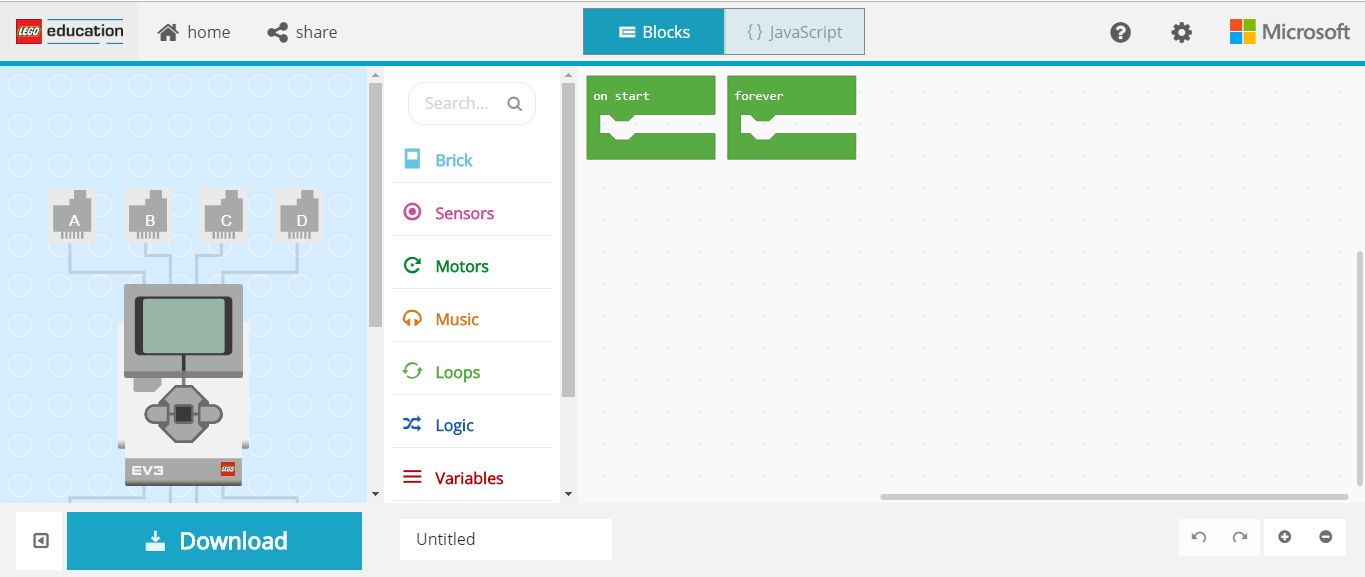 LEGO education
home
share
Blocks
{ } JavaScript
Microsoft
A
B
C
D
EV3
LEGO
Search...
Brick
Sensors
Motors
Music
Loops
Logic
Variables
on start
forever
Download
Untitled